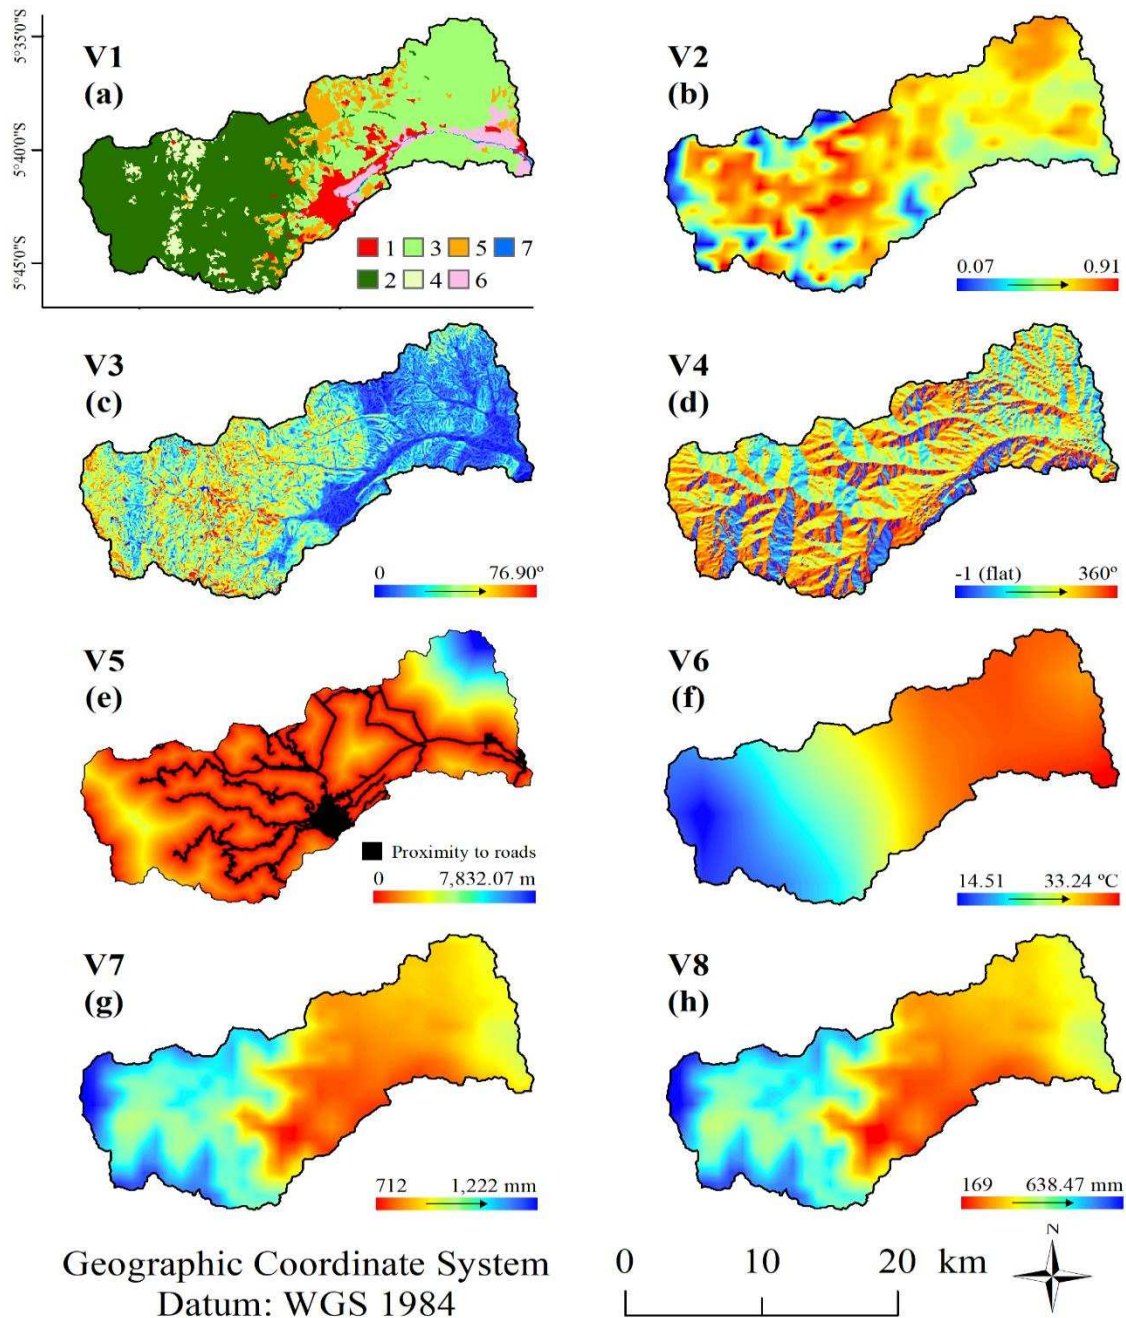 5°35'0"S
5°40'0"S
5°45'0"S
V1
(a)
1 3 5 7
2 4 6
V2
(b)
0.07 0.91
V3
(c)
0 76.90º
V4
(d)
-1 (flat) 360º
V5
(e)
Proximity to roads
0 7,832.07 m
V6
(f)
14.51 33.24 ºC
V7
(g)
712 1,222 mm
V8
(h)
169 638.47 mm
Geographic Coordinate System
Datum: WGS 1984
0 10 20 km
N